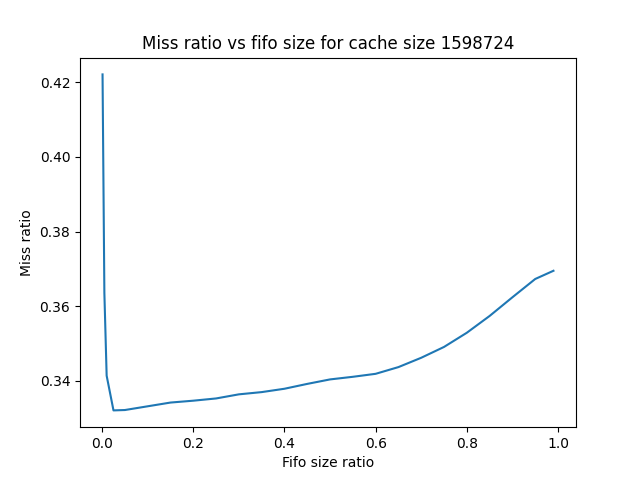 Miss ratio vs fifo size for cache size 1598724
0.42
0.40
0.38
0.36
0.34
Miss ratio
0.0 0.2 0.4 0.6 0.8 1.0
Fifo size ratio